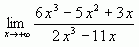 lim x→+∞ (6x³ − 5x² + 3x) / (2x³ − 11x)